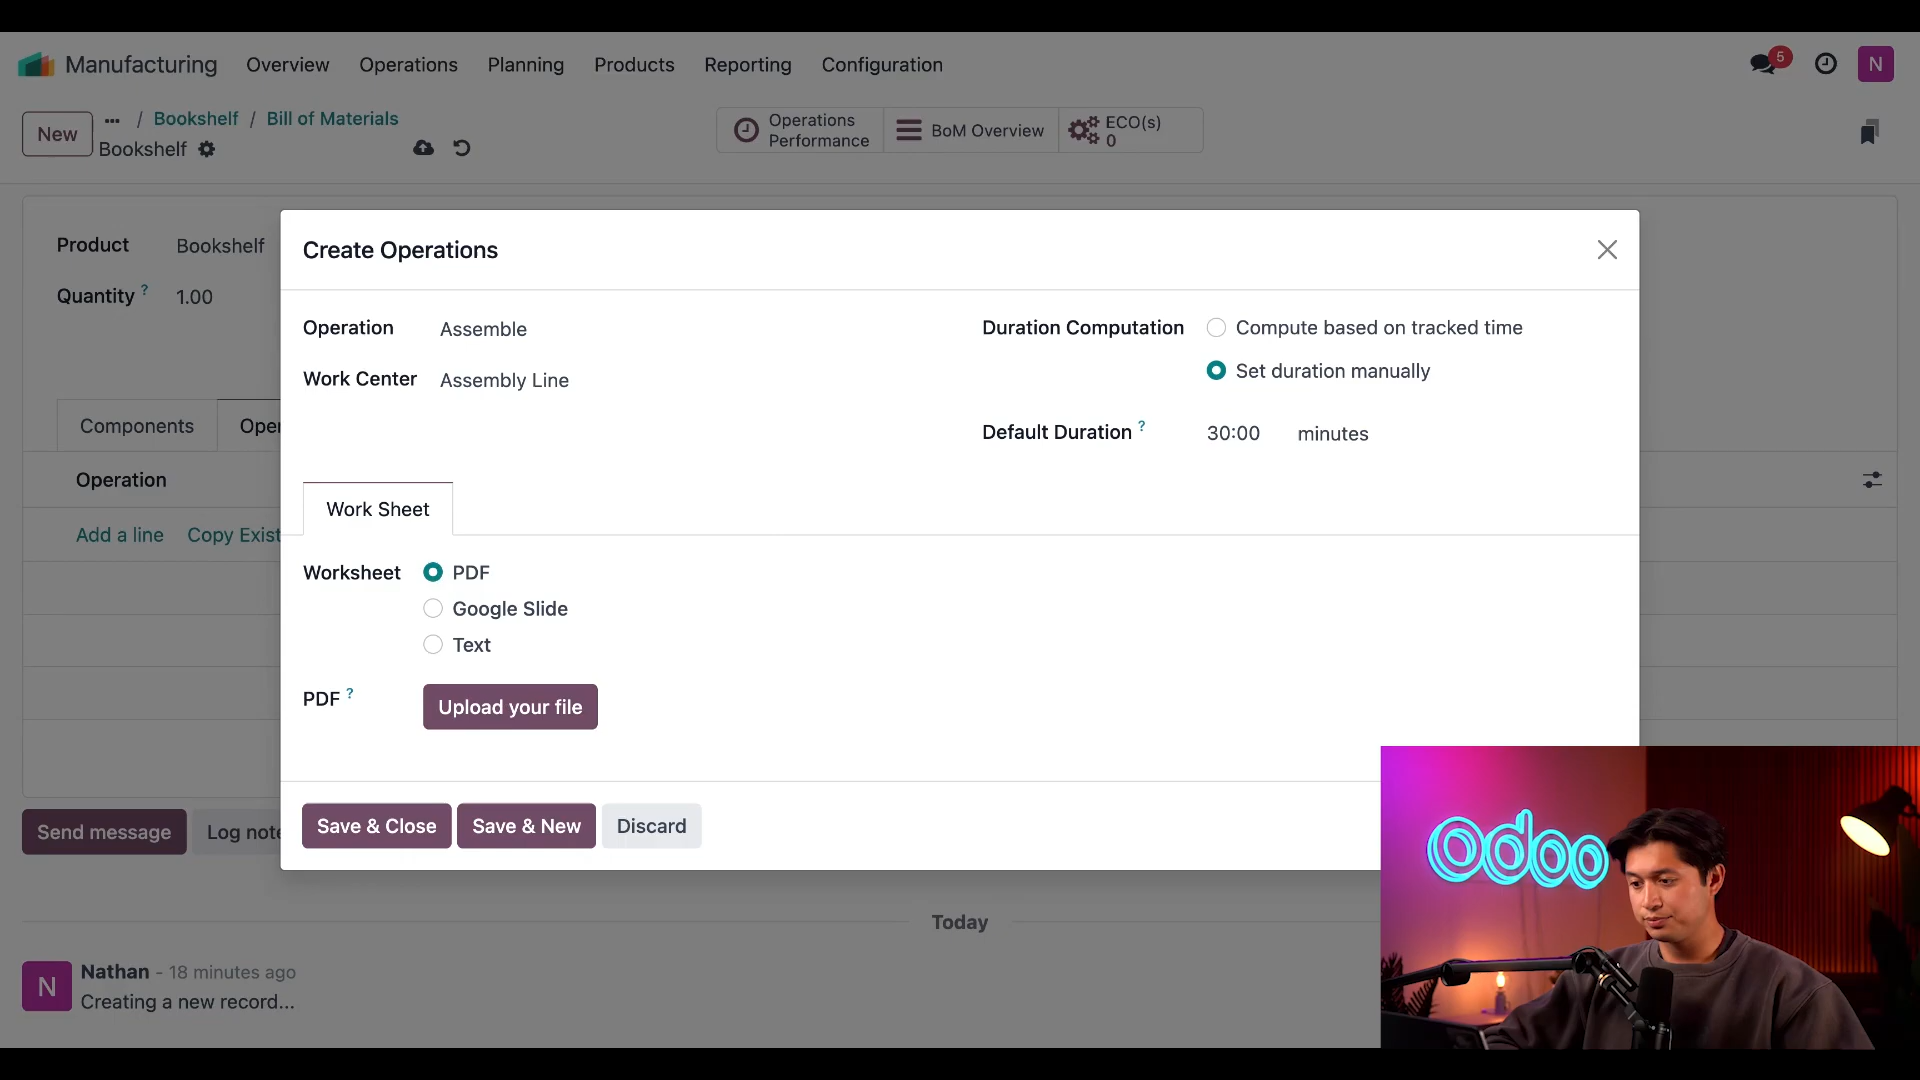 Manufacturing Overview Operations Planning Products Reporting Configuration 5 N
New ... / Bookshelf / Bill of Materials
Bookshelf
Operations Performance
BoM Overview
ECO(s)
0
Product Bookshelf
Quantity ? 1.00
Components Oper
Operation
Add a line Copy Exist
Create Operations
Operation Assemble
Work Center Assembly Line
Duration Computation Compute based on tracked time
Set duration manually
Default Duration ? 30:00 minutes
Work Sheet
Worksheet PDF
Google Slide
Text
PDF ? Upload your file
Save & Close Save & New Discard
Send message Log note
Today
N Nathan - 18 minutes ago
Creating a new record...
odoo